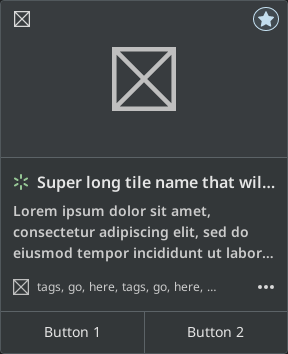 Super long tile name that wil...
Lorem ipsum dolor sit amet,
consectetur adipiscing elit, sed do
eiusmod tempor incididunt ut labor...
tags, go, here, tags, go, here, ...
Button 1
Button 2